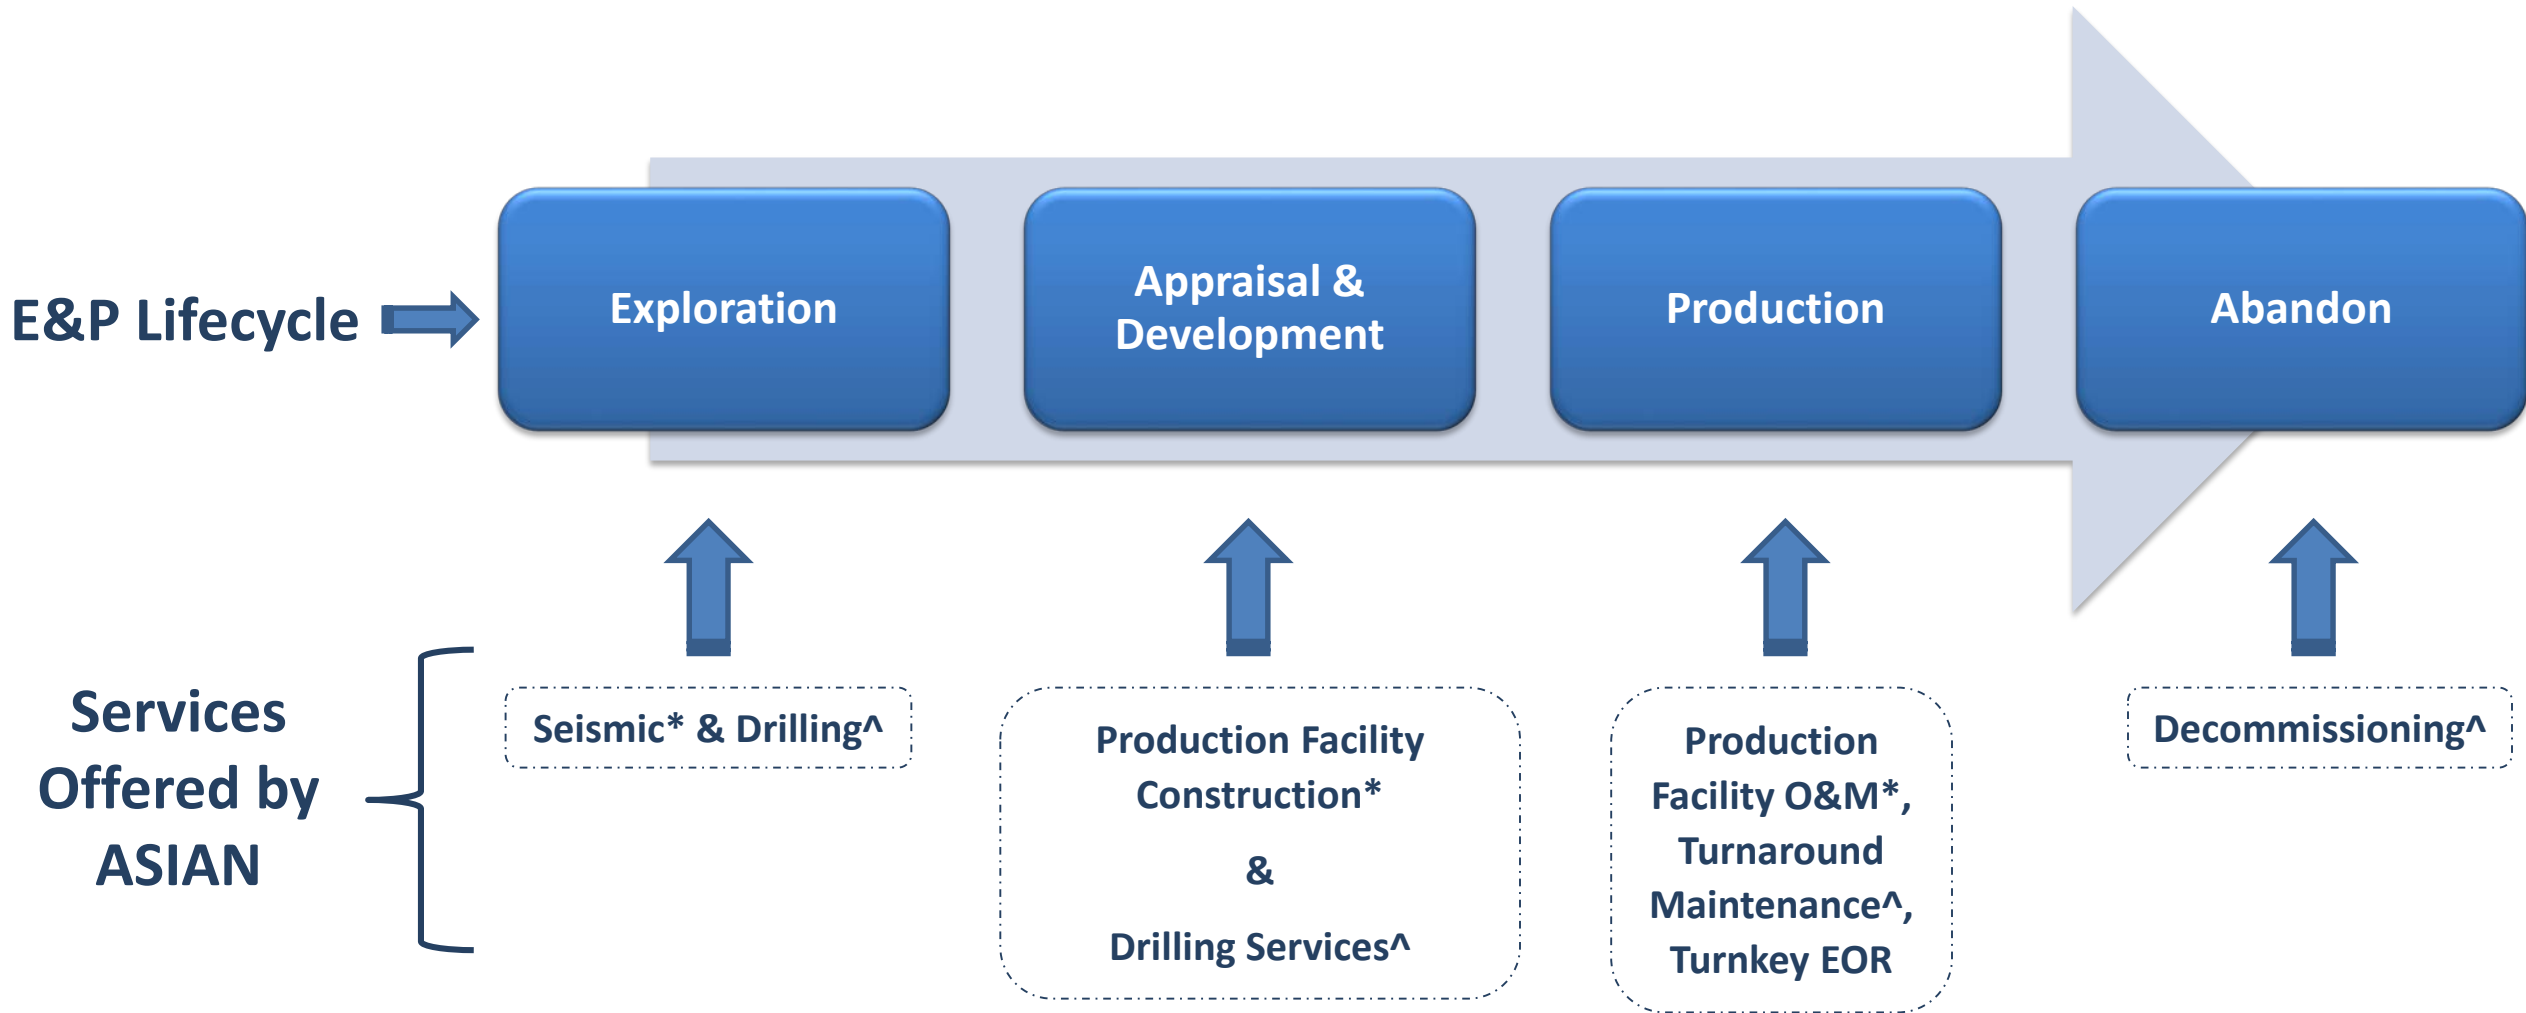 E&P Lifecycle
Exploration
Appraisal &
Development
Production
Abandon
Services
Offered by
ASIAN
Seismic* & Drilling^
Production Facility
Construction*
&
Drilling Services^
Production
Facility O&M*,
Turnaround
Maintenance^,
Turnkey EOR
Decommissioning^